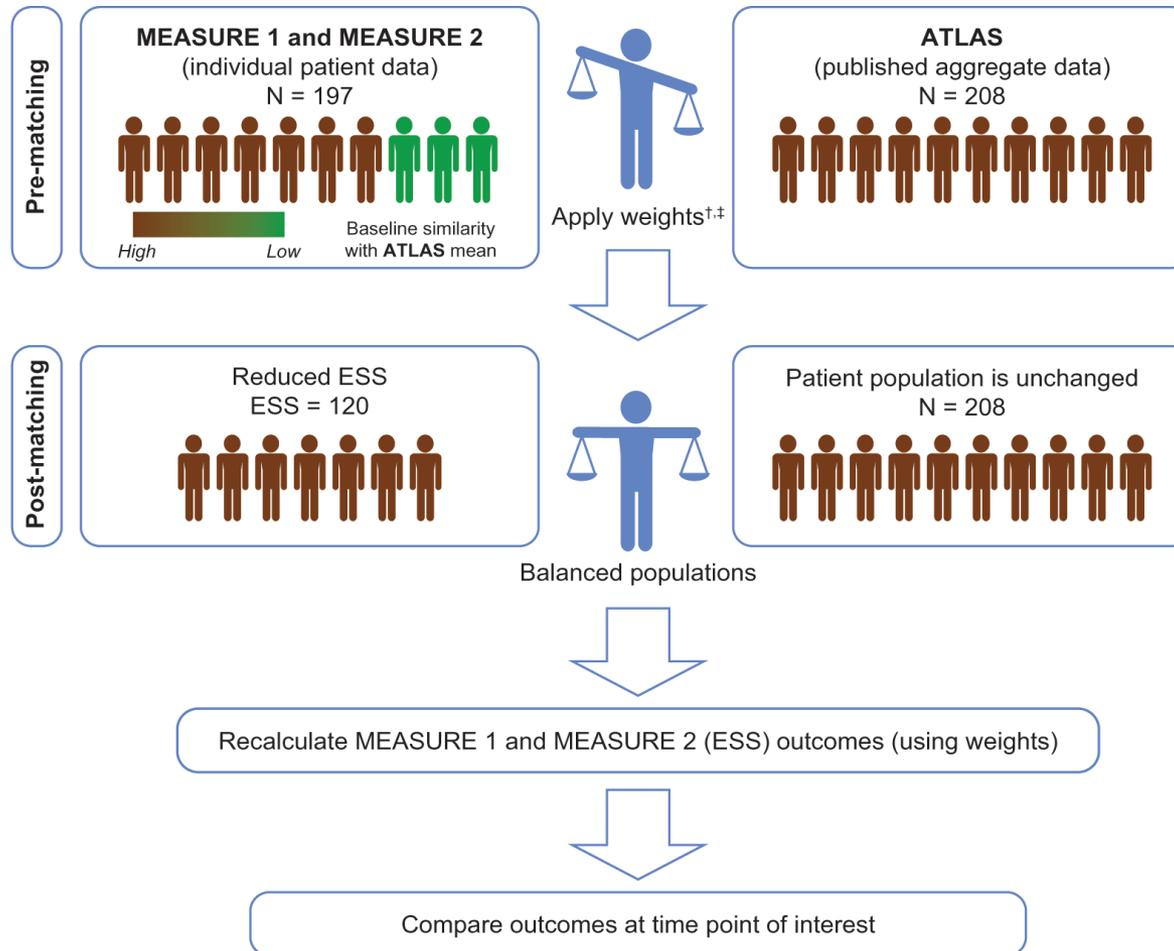 Pre-matching
MEASURE 1 and MEASURE 2
(individual patient data)
N = 197
High
Low
Baseline similarity
with ATLAS mean
Apply weights†,‡
ATLAS
(published aggregate data)
N = 208
Post-matching
Reduced ESS
ESS = 120
Balanced populations
Patient population is unchanged
N = 208
Recalculate MEASURE 1 and MEASURE 2 (ESS) outcomes (using weights)
Compare outcomes at time point of interest